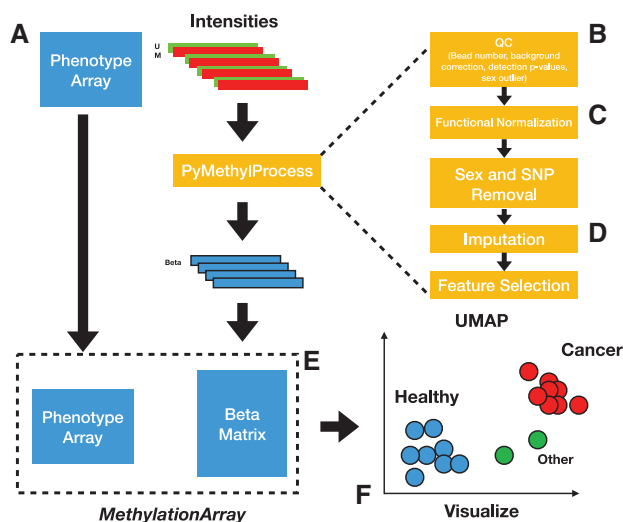 A
Phenotype
Array
Intensities
U
M
PyMethylProcess
Beta
B
QC
(Bead number, background
correction, detection p-values,
sex outlier)
C
Functional Normalization
Sex and SNP
Removal
D
Imputation
Feature Selection
E
Phenotype
Array
Beta
Matrix
MethylationArray
UMAP
Cancer
Healthy
Other
F
Visualize